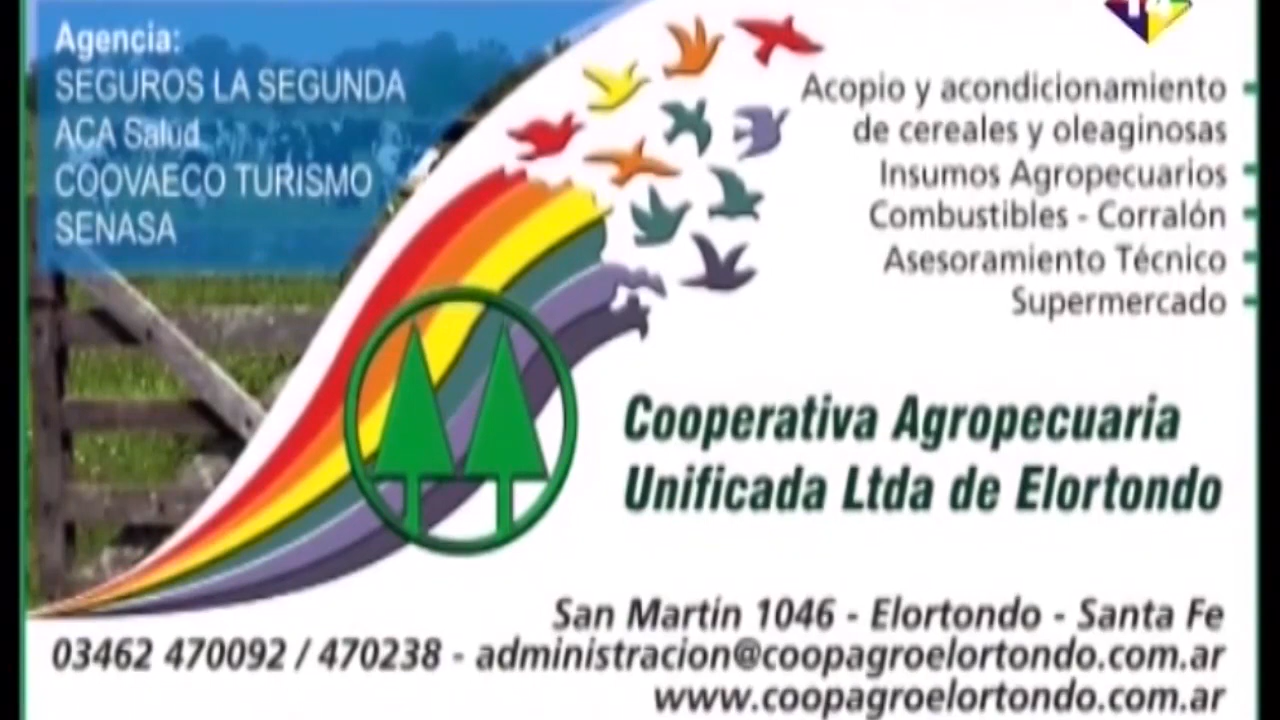 Agencia:
SEGUROS LA SEGUNDA
ACA Salud
COOVAECO TURISMO
SENASA
14
Acopio y acondicionamiento
de cereales y oleaginosas
Insumos Agropecuarios
Combustibles - Corralón
Asesoramiento Técnico
Supermercado
Cooperativa Agropecuaria
Unificada Ltda de Elortondo
San Martín 1046 - Elortondo - Santa Fe
03462 470092 / 470238 - administracion@coopagroelortondo.com.ar
www.coopagroelortondo.com.ar